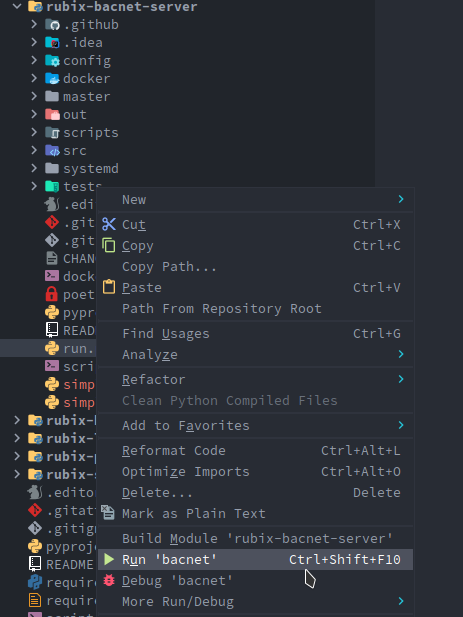 rubix-bacnet-server
.github
.idea
config
docker
master
out
scripts
src
systemd
tests
.edi
.git
.git
CHAN
dock
poet
pypr
READ
run.
scri
simp
simp
New
Cut Ctrl+X
Copy Ctrl+C
Copy Path...
Paste Ctrl+V
Path From Repository Root
Find Usages Ctrl+G
Analyze
Refactor
Clean Python Compiled Files
Add to Favorites
Reformat Code Ctrl+Alt+L
Optimize Imports Ctrl+Alt+O
Delete... Delete
Mark as Plain Text
Build Module 'rubix-bacnet-server'
Run 'bacnet' Ctrl+Shift+F10
Debug 'bacnet'
More Run/Debug
rubix-
rubix-
rubix-
rubix-
.edito
.gitat
.gitig
pyproj
README
requir
requir